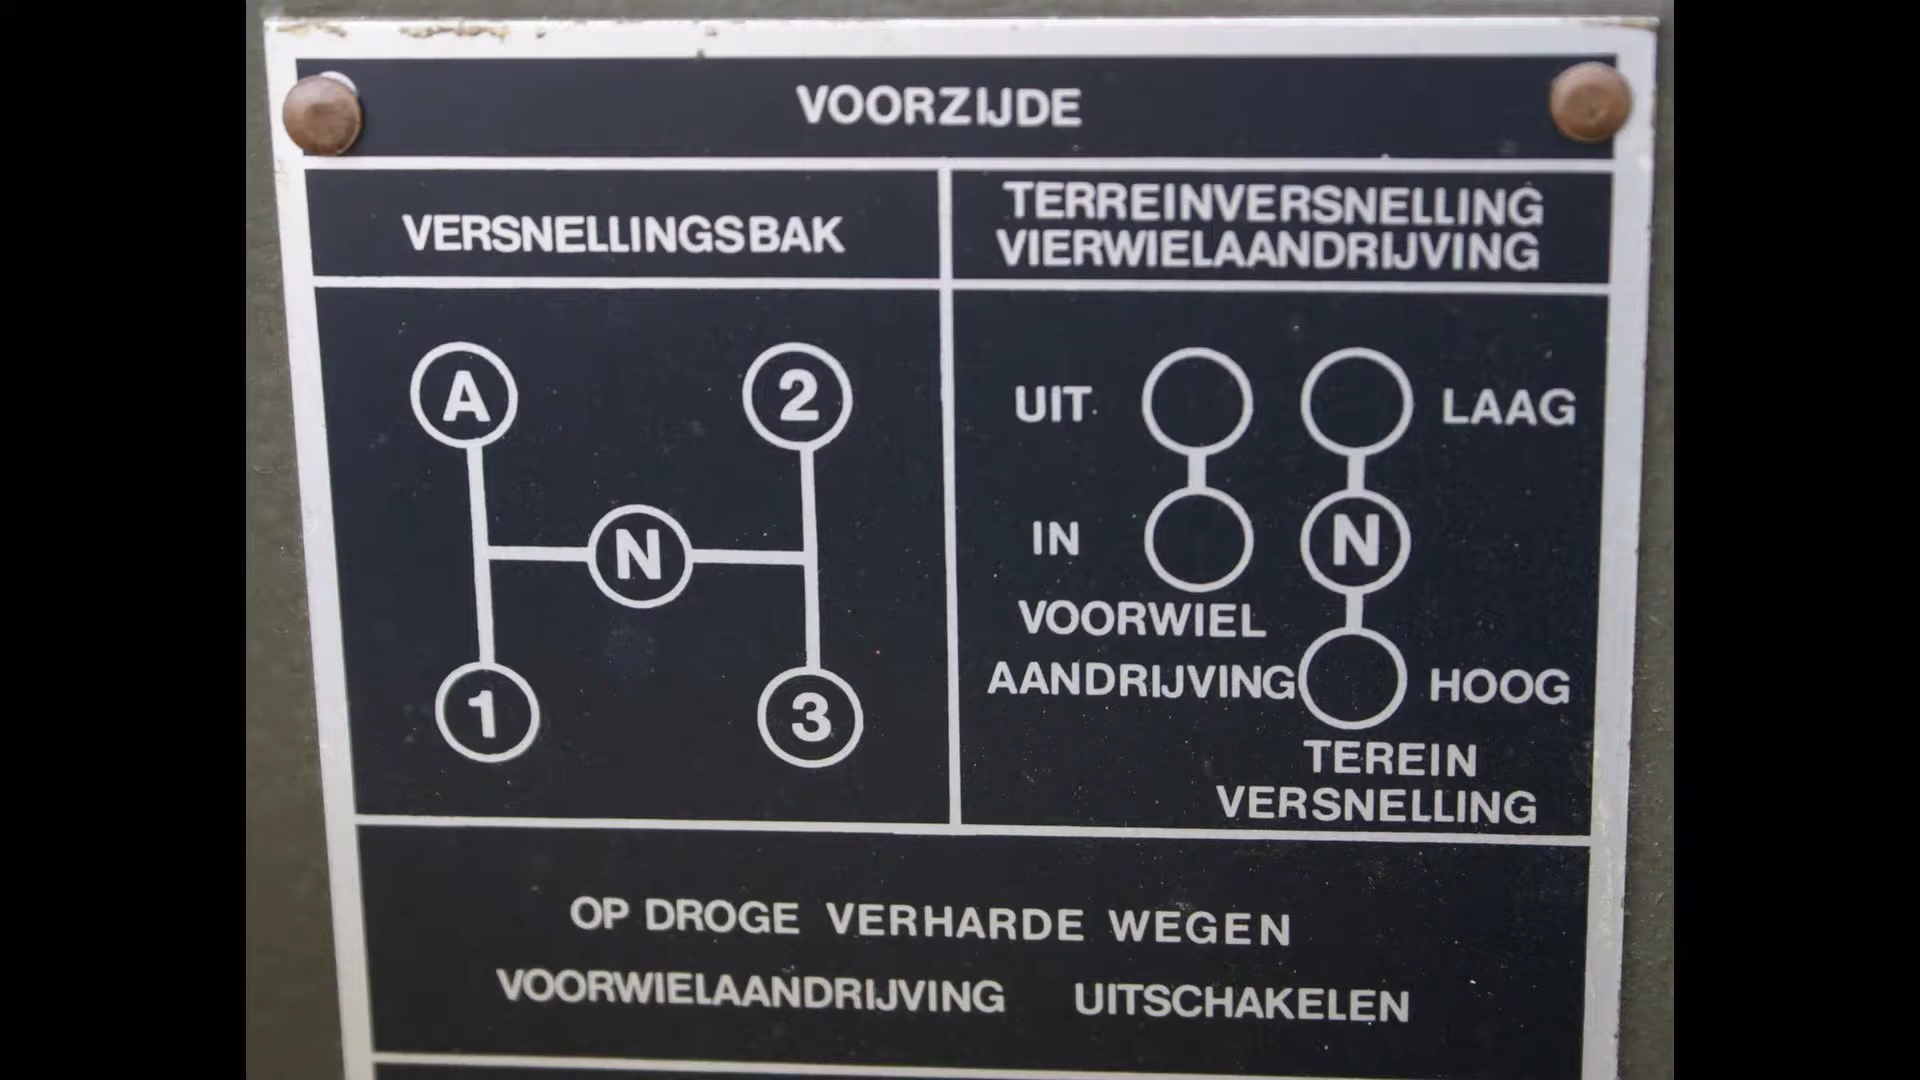 VOORZIJDE
VERSNELLINGSBAK
TERREINVERSNELLING
VIERWIELAANDRIJVING
A
2
N
1
3
UIT
LAAG
IN
N
VOORWIEL
AANDRIJVING
HOOG
TEREIN
VERSNELLING
OP DROGE VERHARDE WEGEN
VOORWIELAANDRIJVING UITSCHAKELEN